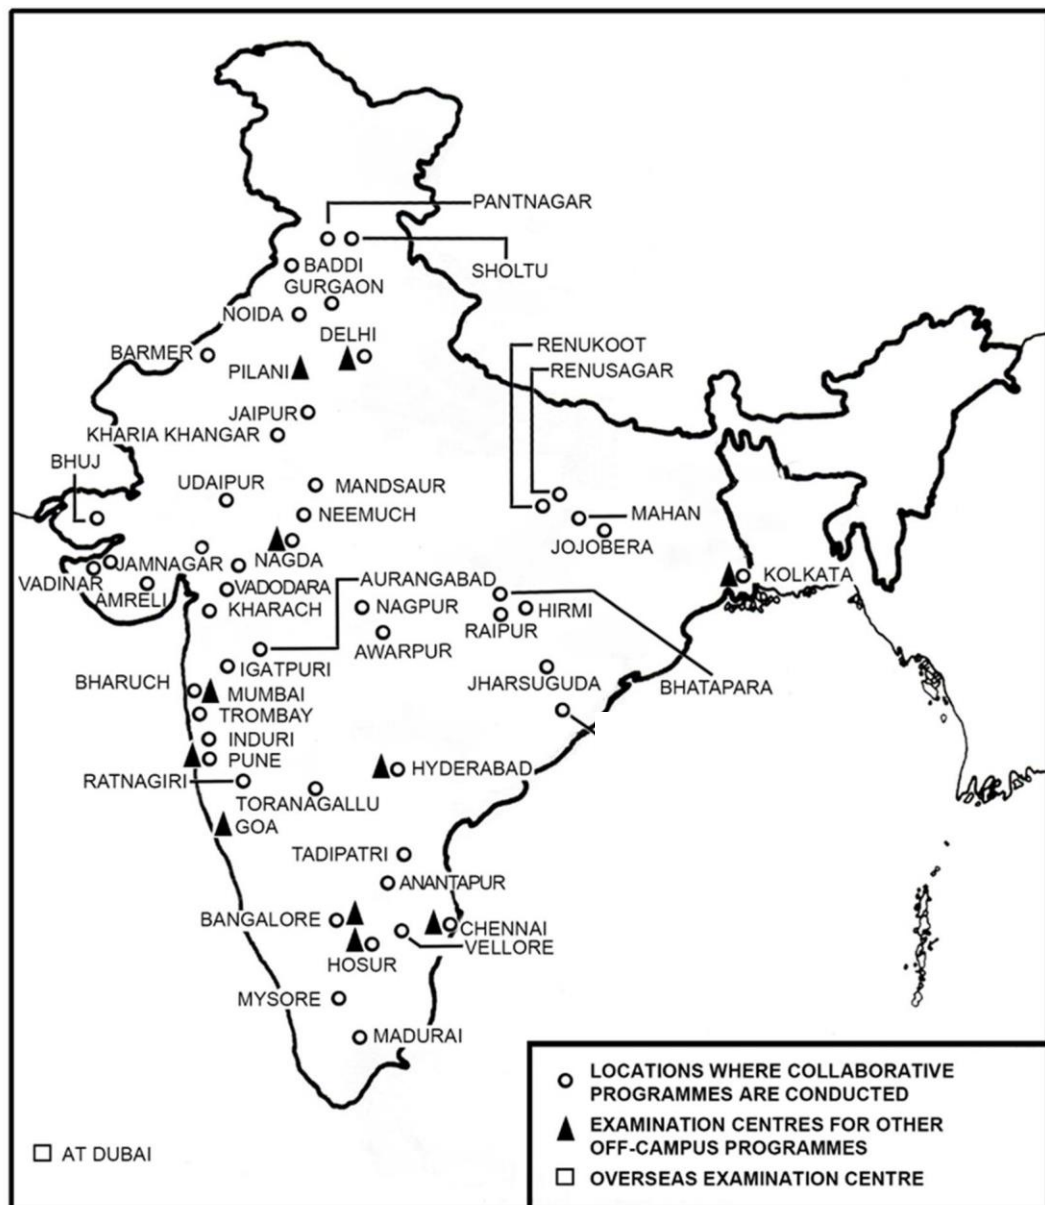 PANTNAGAR
SHOLTU
BADDI
GURGAON
NOIDA
DELHI
RENUKOOT
BARMER
PILANI
RENUSAGAR
JAIPUR
KHARIA KHANGAR
BHUJ
UDAIPUR
MANDSAUR
NEEMUCH
MAHAN
JOJOBERA
NAGDA
JAMNAGAR
VADINAR
AMRELI
VADODARA
AURANGABAD
KOLKATA
KHARACH
NAGPUR
HIRMI
RAIPUR
AWARPUR
IGATPURI
JHARSUGUDA
BHATAPARA
BHARUCH
MUMBAI
TROMBAY
INDURI
PUNE
HYDERABAD
RATNAGIRI
TORANAGALLU
GOA
TADIPATRI
ANANTAPUR
BANGALORE
CHENNAI
VELLORE
HOSUR
MYSORE
MADURAI
LOCATIONS WHERE COLLABORATIVE
PROGRAMMES ARE CONDUCTED
EXAMINATION CENTRES FOR OTHER
OFF-CAMPUS PROGRAMMES
OVERSEAS EXAMINATION CENTRE
AT DUBAI